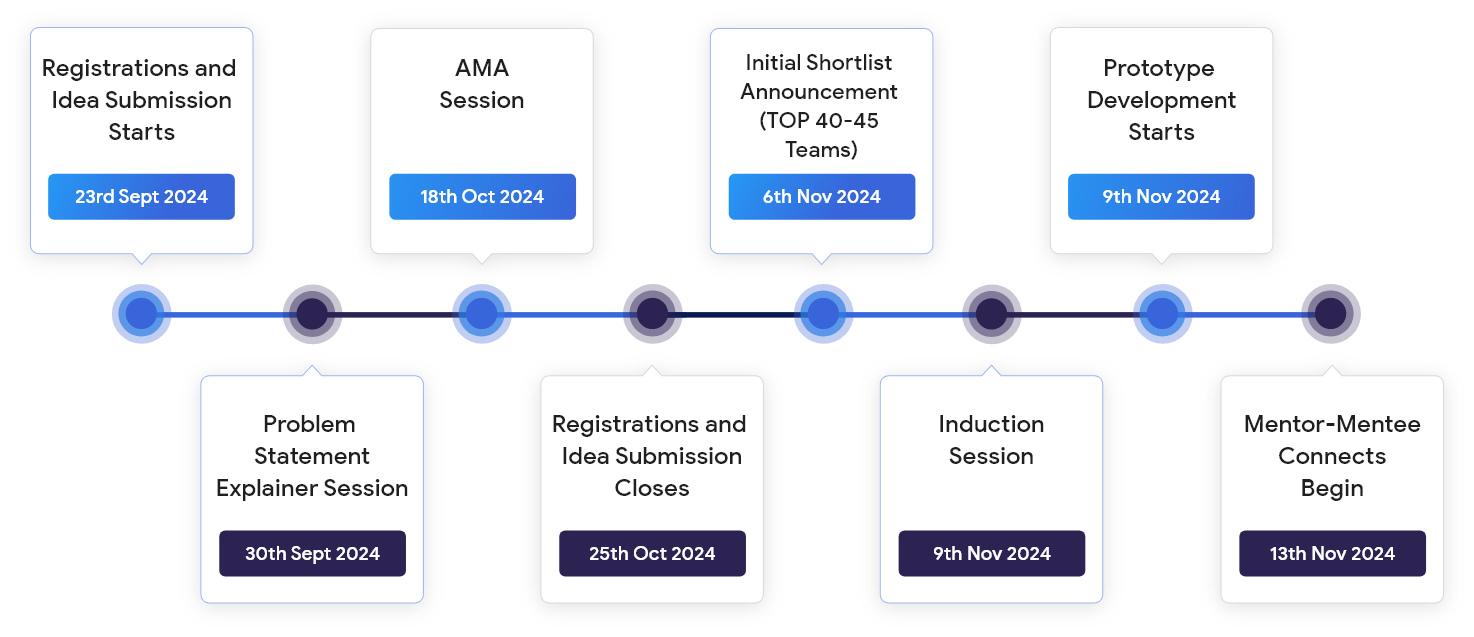 Registrations and
Idea Submission
Starts
23rd Sept 2024
AMA
Session
18th Oct 2024
Initial Shortlist
Announcement
(TOP 40-45
Teams)
6th Nov 2024
Prototype
Development
Starts
9th Nov 2024
Problem
Statement
Explainer Session
30th Sept 2024
Registrations and
Idea Submission
Closes
25th Oct 2024
Induction
Session
9th Nov 2024
Mentor-Mentee
Connects
Begin
13th Nov 2024